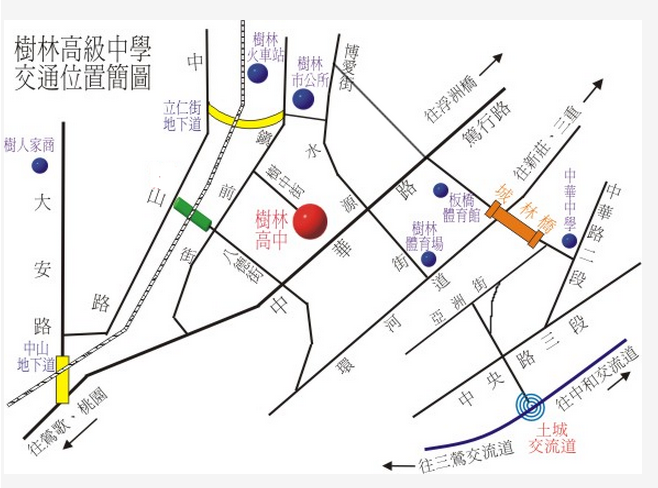 樹林高級中學
交通位置簡圖
中
樹林
火車站
樹林
市公所
博愛街
往浮洲橋
立仁街
地下道
鎮
水
篤行路
往新莊、三重
樹人家商
大
安
路
山
前
街
樹中街
樹林
高中
源
路
板橋
體育館
城林橋
中華中學
中華路二段
八德街
華
街
樹林
體育場
道
亞洲街
路
中
河
環
中山
地下道
中央路三段
往中和交流道
往鶯歌、桃園
土城
交流道
往三鶯交流道